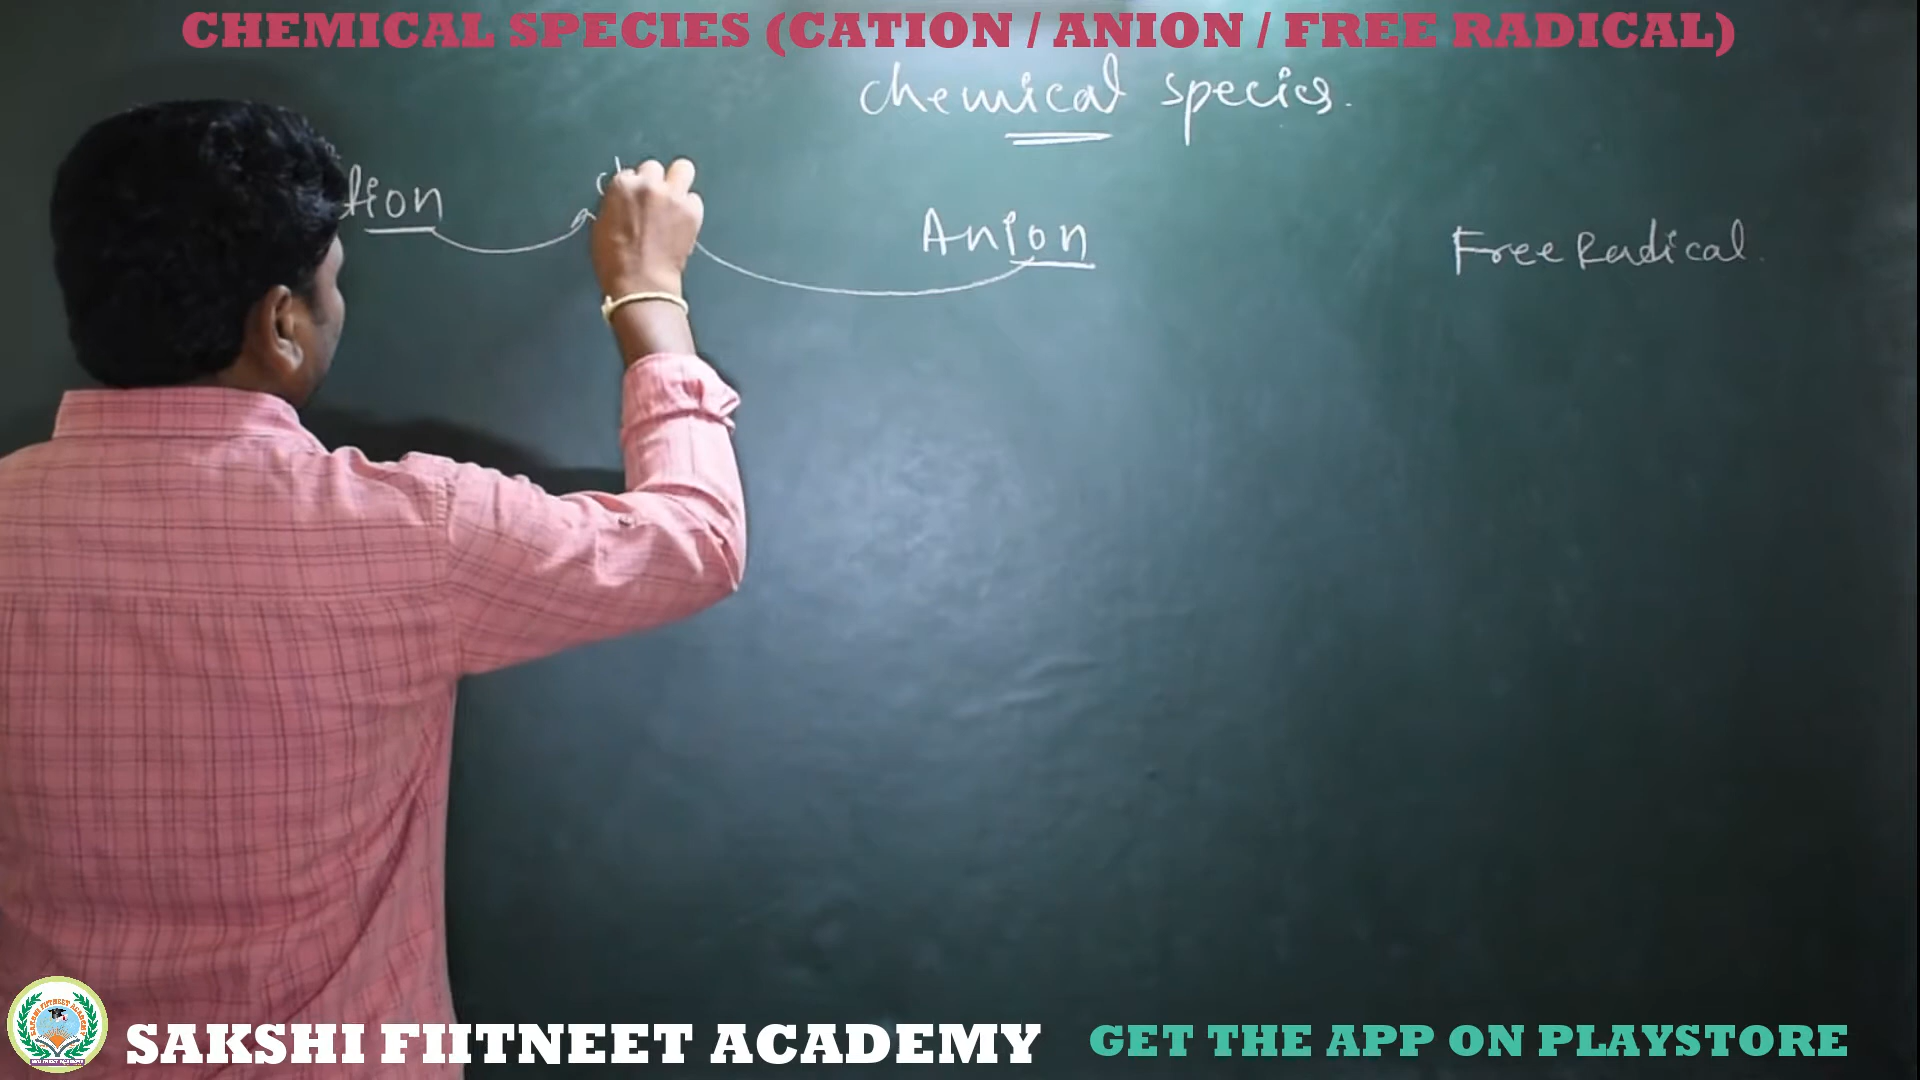 CHEMICAL SPECIES (CATION / ANION / FREE RADICAL)
chemical species.
tion
Anion
Free Radical.
SAKSHI FIITNEET ACADEMY
GET THE APP ON PLAYSTORE